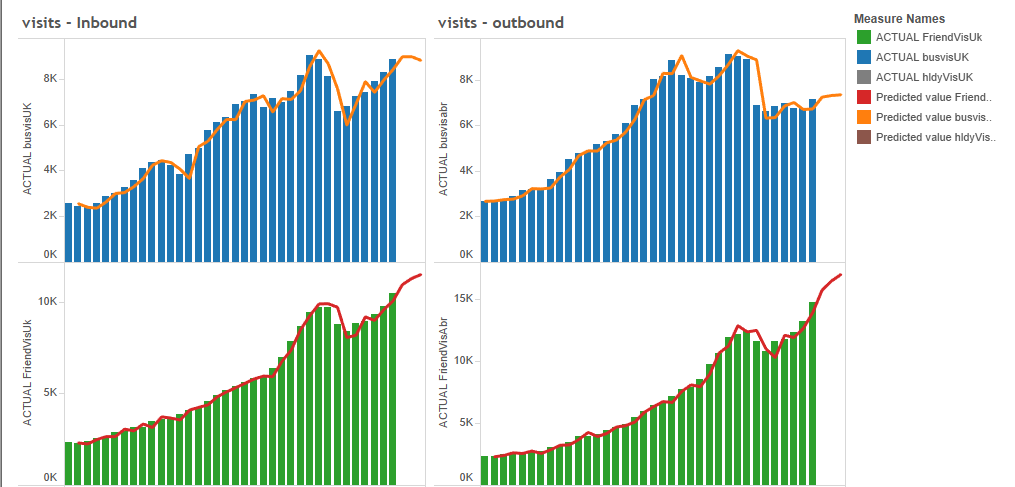 visits - Inbound
visits - outbound
Measure Names
ACTUAL FriendVisUk
ACTUAL busvisUK
ACTUAL hldyVisUK
Predicted value Friend..
Predicted value busvis..
Predicted value hldyVis..
ACTUAL busvisUK
8K
6K
4K
2K
0K
ACTUAL busvisabr
8K
6K
4K
2K
0K
ACTUAL FriendVisUk
10K
5K
0K
ACTUAL FriendVisAbr
15K
10K
5K
0K